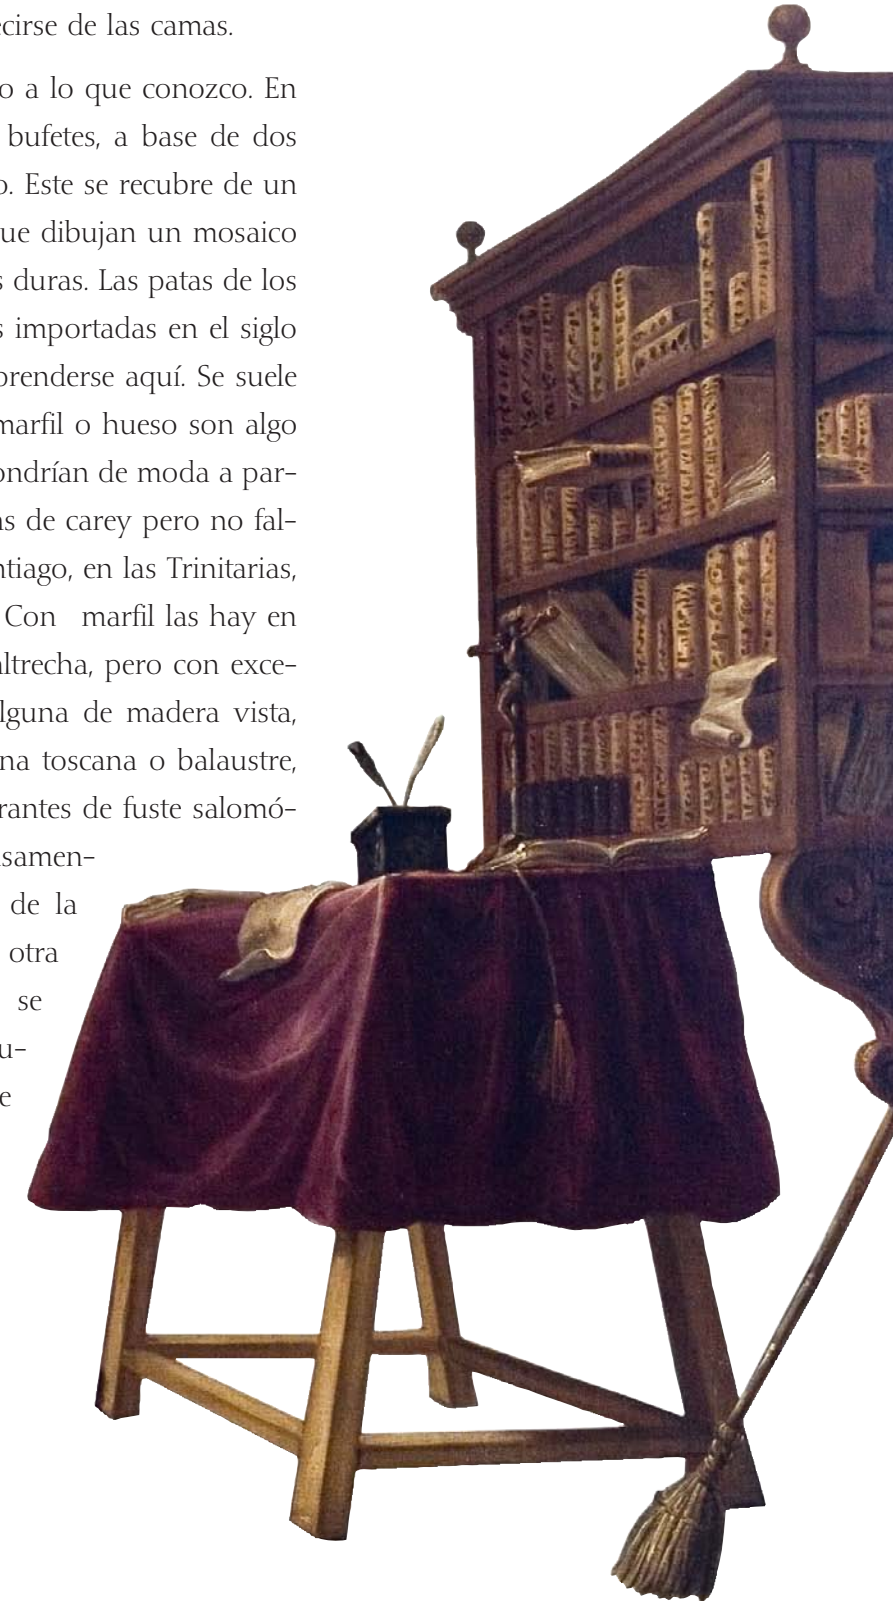 ecirse de las camas.
o a lo que conozco. En
bufetes, a base de dos
o. Este se recubre de un
que dibujan un mosaico
s duras. Las patas de los
s importadas en el siglo
prenderse aquí. Se suele
marfil o hueso son algo
ondrían de moda a par-
as de carey pero no fal-
ntiago, en las Trinitarias,
Con marfil las hay en
altrecha, pero con exce-
lguna de madera vista,
na toscana o balaustre,
rantes de fuste salomó-
samen-
de la
otra
se
u-
e